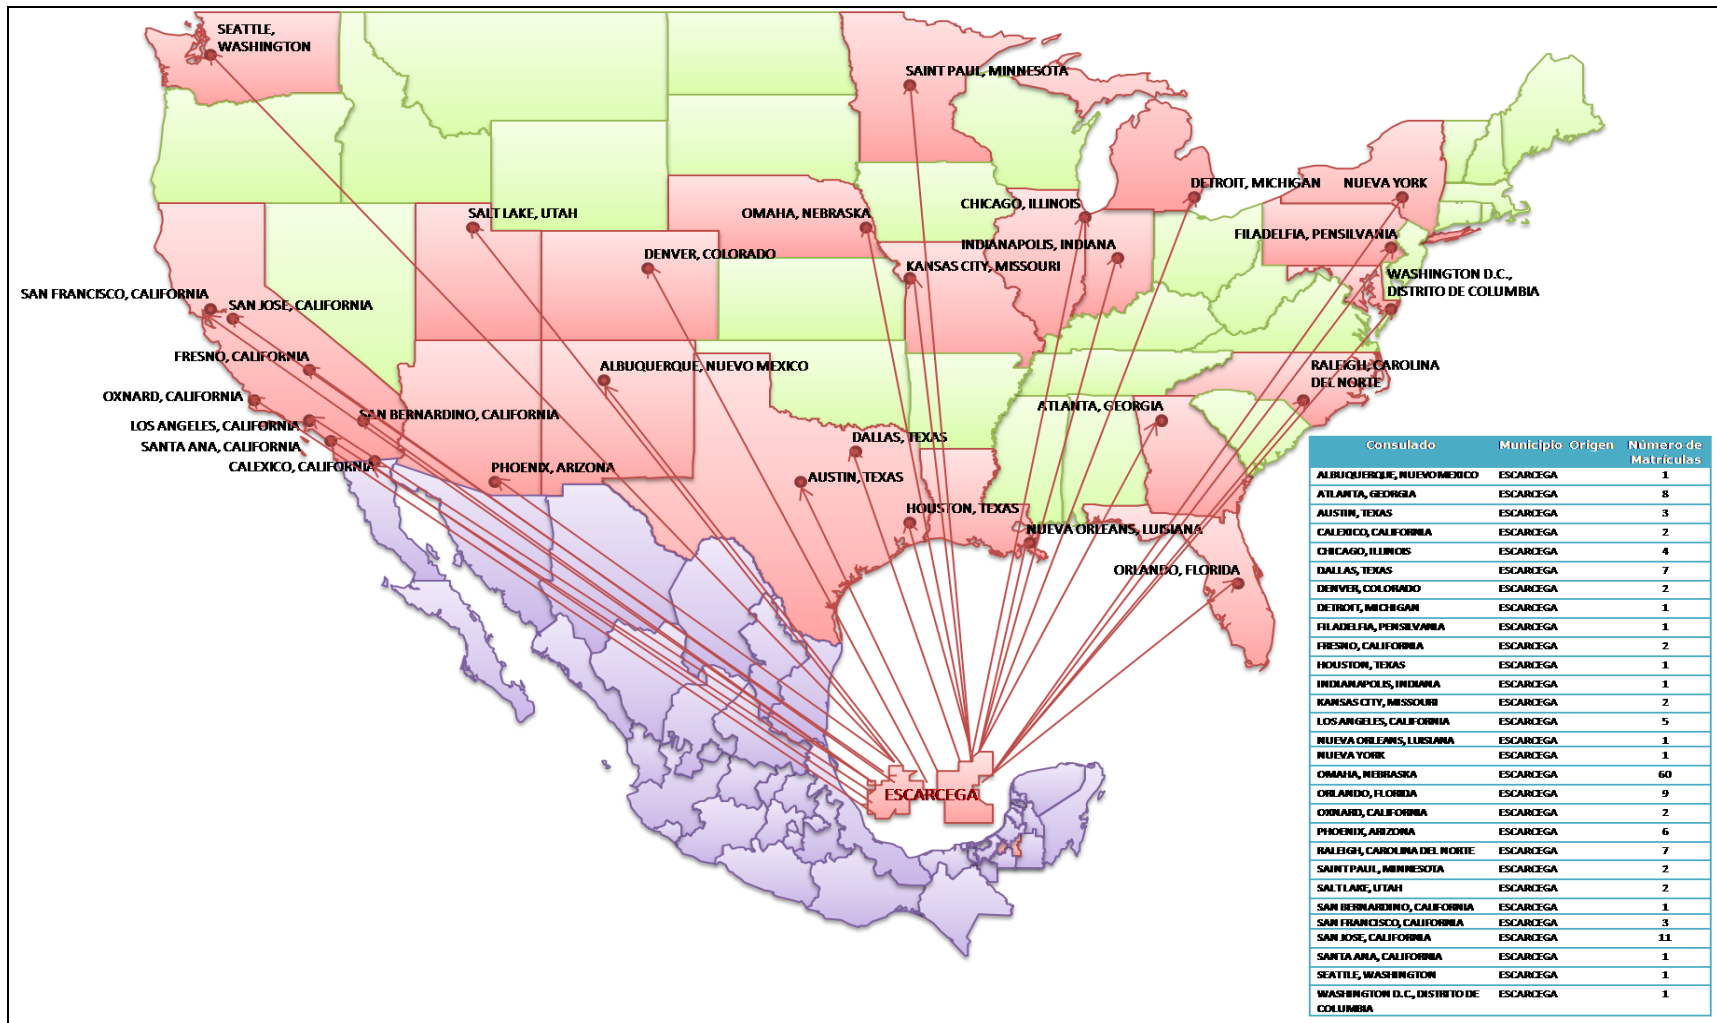 SEATTLE,
WASHINGTON
SAINT PAUL, MINNESOTA
DETROIT, MICHIGAN
NUEVA YORK
CHICAGO, ILLINOIS
SALT LAKE, UTAH
OMAHA, NEBRASKA
FILADELFIA, PENSILVANIA
INDIANAPOLIS, INDIANA
DENVER, COLORADO
KANSAS CITY, MISSOURI
WASHINGTON D.C.,
DISTRITO DE COLUMBIA
SAN FRANCISCO, CALIFORNIA
SAN JOSE, CALIFORNIA
FRESNO, CALIFORNIA
ALBUQUERQUE, NUEVO MEXICO
RALEIGH, CAROLINA
DEL NORTE
OXNARD, CALIFORNIA
SAN BERNARDINO, CALIFORNIA
ATLANTA, GEORGIA
LOS ANGELES, CALIFORNIA
SANTA ANA, CALIFORNIA
DALLAS, TEXAS
CALEXICO, CALIFORNIA
PHOENIX, ARIZONA
AUSTIN, TEXAS
HOUSTON, TEXAS
NUEVA ORLEANS, LUISIANA
ORLANDO, FLORIDA
ESCARCEGA
Consulado Municipio Origen Número de
Matrículas
ALBUQUERQUE, NUEVO MEXICO ESCARCEGA 1
ATLANTA, GEORGIA ESCARCEGA 8
AUSTIN, TEXAS ESCARCEGA 3
CALEXICO, CALIFORNIA ESCARCEGA 2
CHICAGO, ILLINOIS ESCARCEGA 4
DALLAS, TEXAS ESCARCEGA 7
DENVER, COLORADO ESCARCEGA 2
DETROIT, MICHIGAN ESCARCEGA 1
FILADELFIA, PENSILVANIA ESCARCEGA 1
FRESNO, CALIFORNIA ESCARCEGA 2
HOUSTON, TEXAS ESCARCEGA 1
INDIANAPOLIS, INDIANA ESCARCEGA 1
KANSAS CITY, MISSOURI ESCARCEGA 2
LOS ANGELES, CALIFORNIA ESCARCEGA 5
NUEVA ORLEANS, LUISIANA ESCARCEGA 1
NUEVA YORK ESCARCEGA 1
OMAHA, NEBRASKA ESCARCEGA 60
ORLANDO, FLORIDA ESCARCEGA 9
OXNARD, CALIFORNIA ESCARCEGA 2
PHOENIX, ARIZONA ESCARCEGA 6
RALEIGH, CAROLINA DEL NORTE ESCARCEGA 7
SAINT PAUL, MINNESOTA ESCARCEGA 2
SALT LAKE, UTAH ESCARCEGA 2
SAN BERNARDINO, CALIFORNIA ESCARCEGA 1
SAN FRANCISCO, CALIFORNIA ESCARCEGA 3
SAN JOSE, CALIFORNIA ESCARCEGA 11
SANTA ANA, CALIFORNIA ESCARCEGA 1
SEATTLE, WASHINGTON ESCARCEGA 1
WASHINGTON D.C., DISTRITO DE ESCARCEGA 1
COLUMBIA